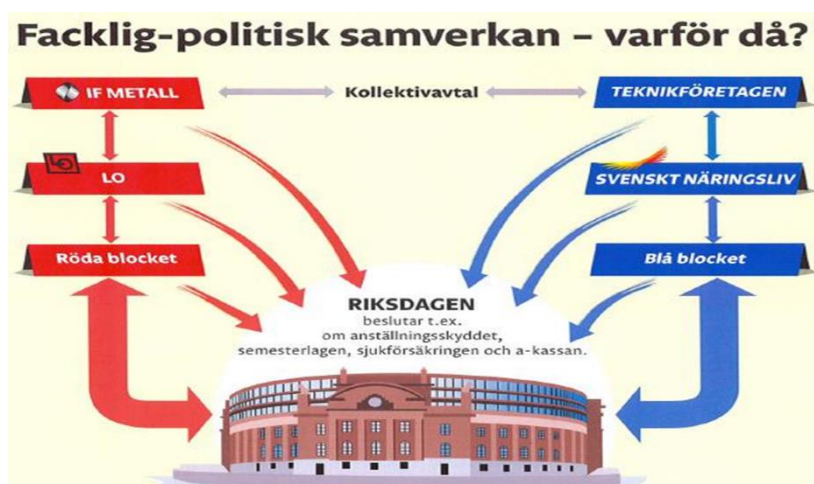 Facklig-politisk samverkan – varför då?
IF METALL
Kollektivavtal
TEKNIKFÖRETAGEN
LO
LO
SVENSKT NÄRINGSLIV
Röda blocket
Blå blocket
RIKSDAGEN
beslutar t.ex.
om anställningsskyddet,
semesterlagen, sjukförsäkringen och a-kassan.